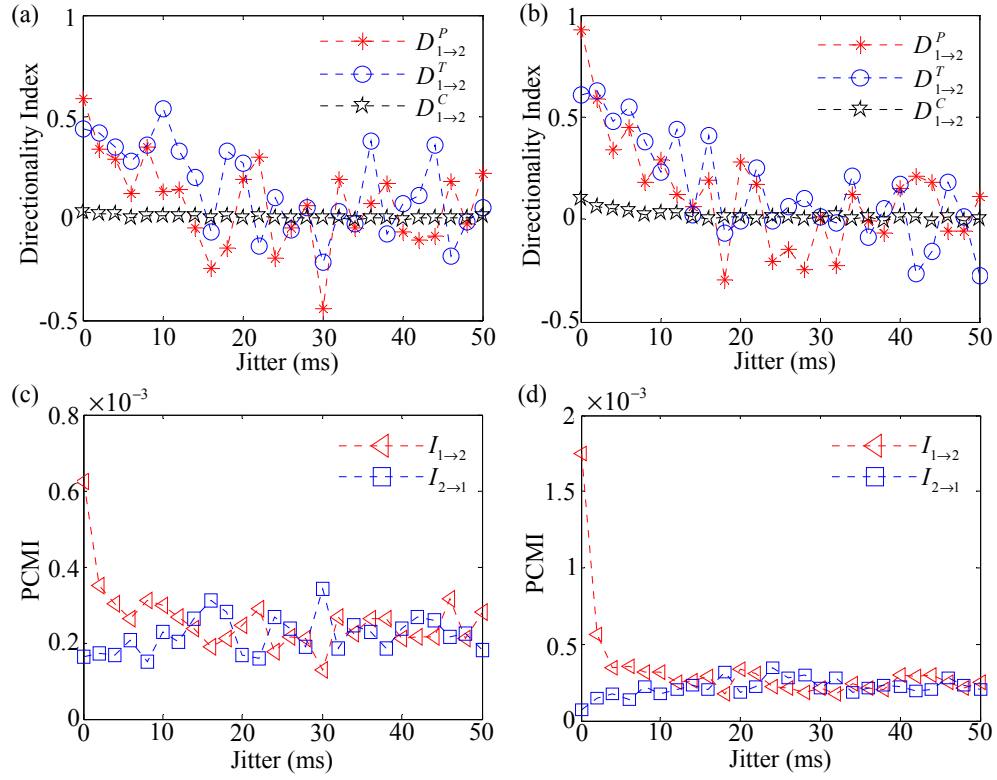 (a)
1
0.5
0
-0.5
Directionality Index
D^P_{1→2}
D^T_{1→2}
D^C_{1→2}
0 10 20 30 40 50
Jitter (ms)
(b)
1
0.5
0
-0.5
Directionality Index
D^P_{1→2}
D^T_{1→2}
D^C_{1→2}
0 10 20 30 40 50
Jitter (ms)
(c)
×10^{-3}
0.8
0.6
0.4
0.2
0
PCMI
I_{1→2}
I_{2→1}
0 10 20 30 40 50
Jitter (ms)
(d)
×10^{-3}
2
1.5
1
0.5
0
PCMI
I_{1→2}
I_{2→1}
0 10 20 30 40 50
Jitter (ms)